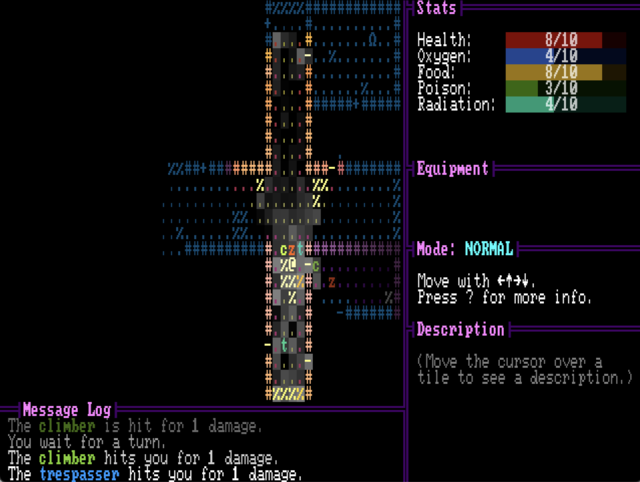 Stats
Health: 8/10
Oxygen: 4/10
Food: 8/10
Poison: 3/10
Radiation: 4/10
Equipment
Mode: NORMAL
Move with ←↑→↓.
Press ? for more info.
Description
(Move the cursor over a
tile to see a description.)
Message Log
The climber is hit for 1 damage.
You wait for a turn.
The climber hits you for 1 damage.
The trespasser hits you for 1 damage.